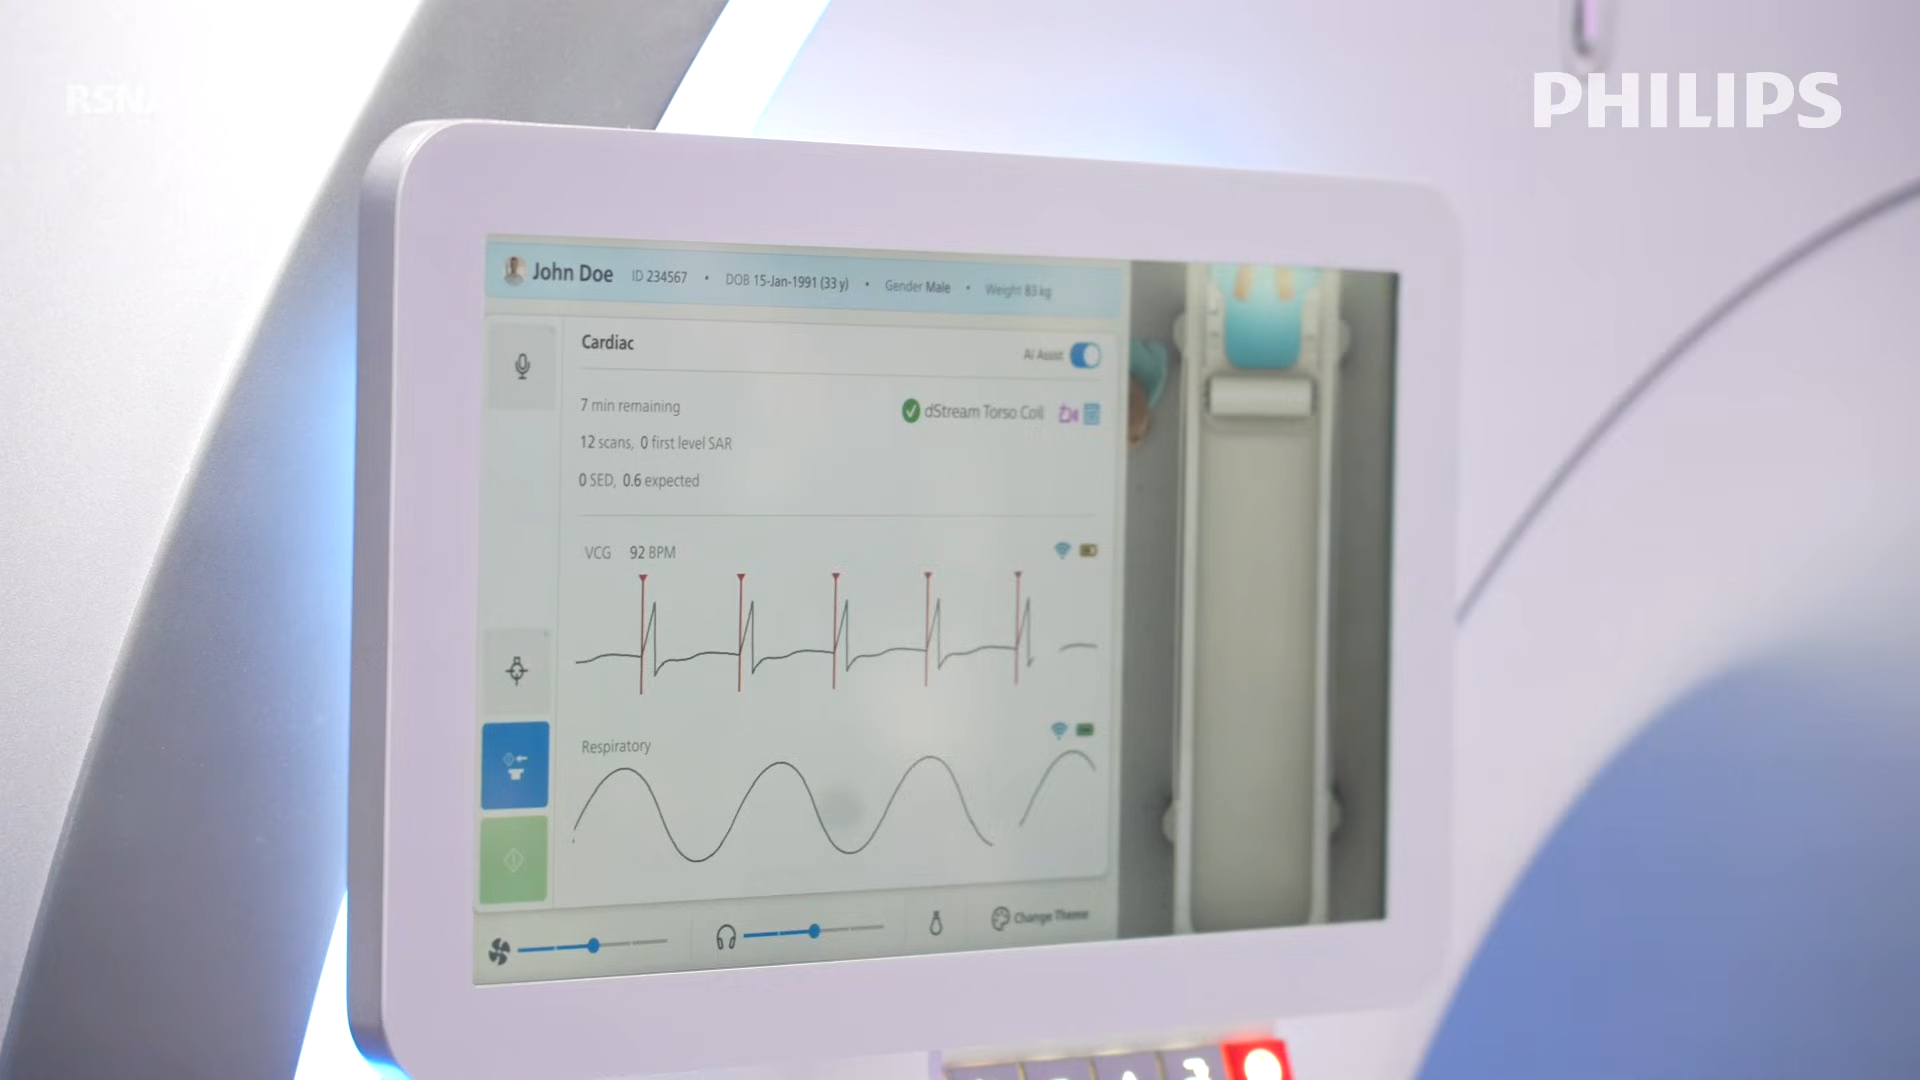 RSNA
PHILIPS
John Doe ID 234567 • DOB 15-Jan-1991 (33 y) • Gender Male • Weight 83 kg
Cardiac
AI Assist
7 min remaining
dStream Torso Coil
12 scans, 0 first level SAR
0 SED, 0.6 expected
VCG 92 BPM
Respiratory
Change Theme